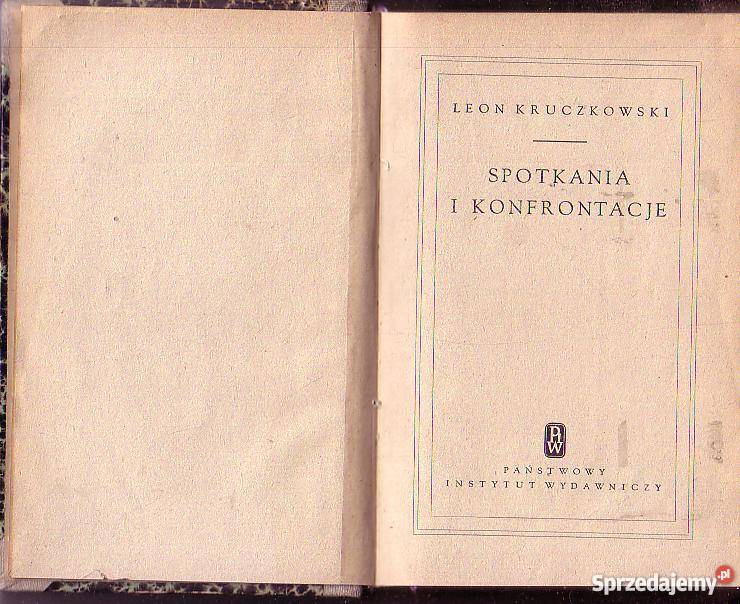 LEON KRUCZKOWSKI
SPOTKANIA
I KONFRONTACJE
PIW
PAŃSTWOWY
INSTYTUT WYDAWNICZY
Sprzedajemy.pl